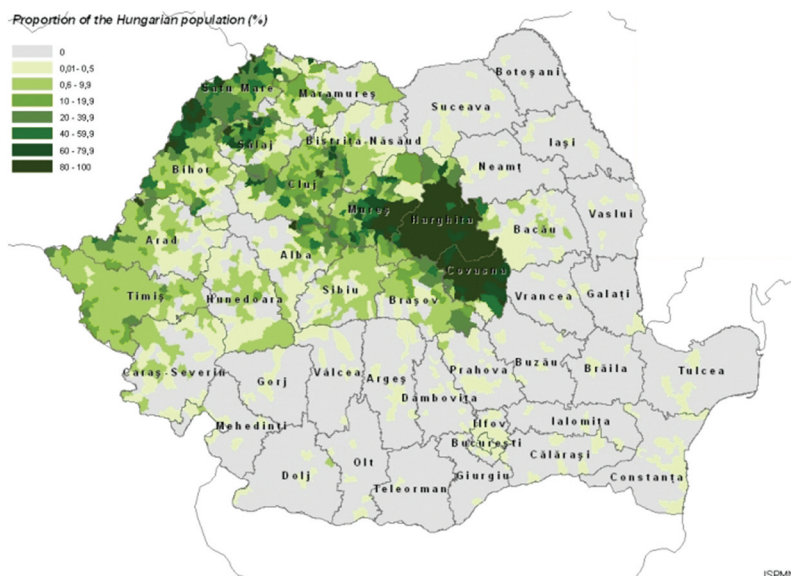 Proportion of the Hungarian population (%)
0
0,01- 0,5
0,6 - 9,9
10 - 19,9
20 - 39,9
40 - 59,9
60 - 79,9
80 - 100
Botoșani
Satu Mare
Maramureș
Suceava
Iași
Sălaj
Bistrița-Năsăud
Neamț
Bihor
Cluj
Mureș
Harghita
Vaslui
Bacău
Arad
Alba
Covasna
Timiș
Hunedoara
Sibiu
Brașov
Vrancea
Galați
Caraș-Severin
Gorj
Vâlcea
Argeș
Prahova
Buzău
Brăila
Tulcea
Dâmbovița
Mehedinți
Ilfov
Ialomița
București
Călărași
Dolj
Olt
Teleorman
Giurgiu
Constanța
ISPMN